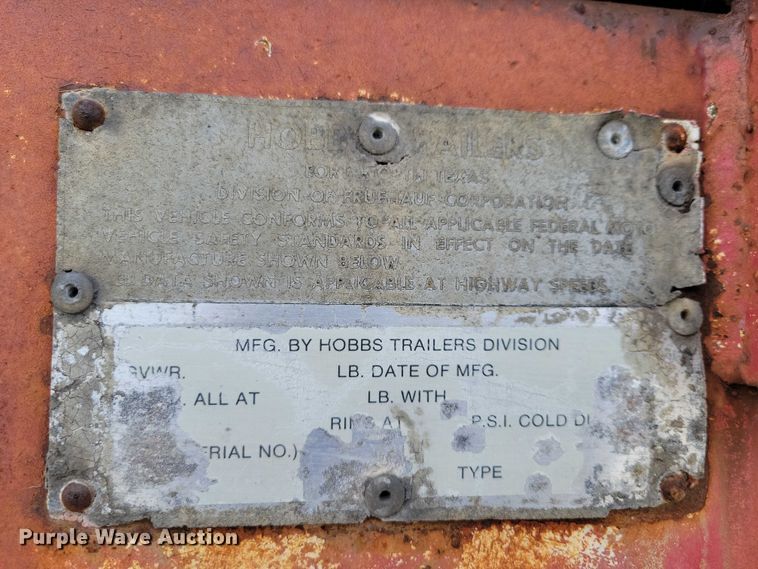 HOBBS TRAILERS
FORT WORTH TEXAS
DIVISION OF FRUEHAUF CORPORATION
THIS VEHICLE CONFORMS TO ALL APPLICABLE FEDERAL MOTOR
VEHICLE SAFETY STANDARDS IN EFFECT ON THE DATE
MANUFACTURE SHOWN BELOW
DATA SHOWN IS APPLICABLE AT HIGHWAY SPEEDS
MFG. BY HOBBS TRAILERS DIVISION
GVWR. LB. DATE OF MFG.
ALL AT LB. WITH
AT P.S.I. COLD
SERIAL NO.)
TYPE
Purple Wave Auction